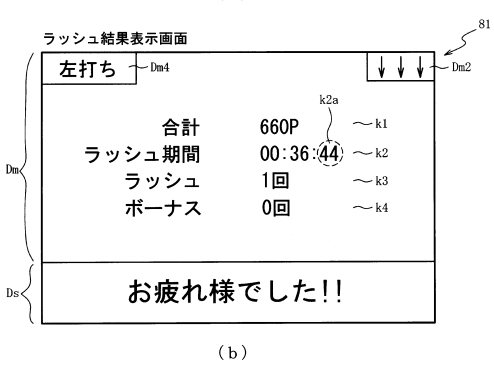 ラッシュ結果表示画面
81
左打ち
Dm4
↓ ↓ ↓
Dm2
k2a
合計 660P k1
Dm
ラッシュ期間 00:36:44 k2
ラッシュ 1回 k3
ボーナス 0回 k4
Ds
お疲れ様でした!!
(b)